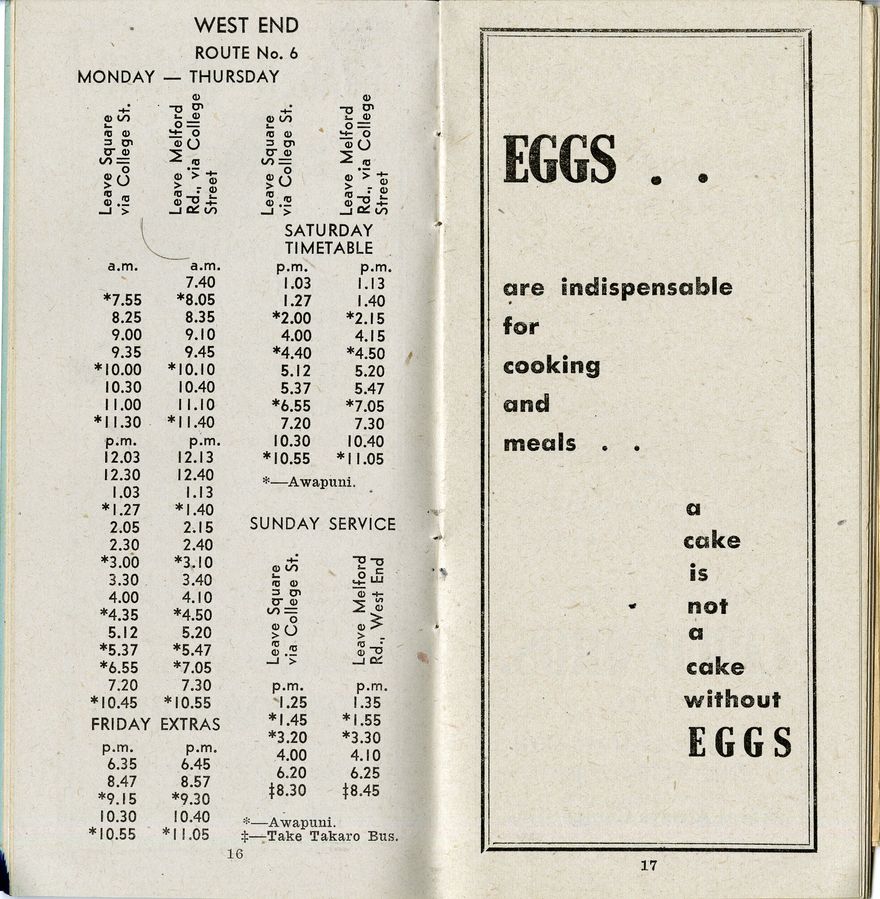 WEST END
ROUTE No. 6
MONDAY — THURSDAY
Leave Square
via College St.
Leave Melford
Rd., via College
Street
a.m. a.m.
7.40
*7.55 *8.05
8.25 8.35
9.00 9.10
9.35 9.45
*10.00 *10.10
10.30 10.40
11.00 11.10
*11.30 *11.40
p.m. p.m.
12.03 12.13
12.30 12.40
1.03 1.13
*1.27 *1.40
2.05 2.15
2.30 2.40
*3.00 *3.10
3.30 3.40
4.00 4.10
*4.35 *4.50
5.12 5.20
*5.37 *5.47
*6.55 *7.05
7.20 7.30
*10.45 *10.55
FRIDAY EXTRAS
p.m. p.m.
6.35 6.45
8.47 8.57
*9.15 *9.30
10.30 10.40
*10.55 *11.05
Leave Square
via College St.
Leave Melford
Rd., via College
Street
SATURDAY
TIMETABLE
p.m. p.m.
1.03 1.13
1.27 1.40
*2.00 *2.15
4.00 4.15
*4.40 *4.50
5.12 5.20
5.37 5.47
*6.55 *7.05
7.20 7.30
10.30 10.40
*10.55 *11.05
*—Awapuni.
SUNDAY SERVICE
Leave Square
via College St.
Leave Melford
Rd., West End
p.m. p.m.
1.25 1.35
*1.45 *1.55
*3.20 *3.30
4.00 4.10
6.20 6.25
‡8.30 ‡8.45
*—Awapuni.
‡—Take Takaro Bus.
16
EGGS . .
are indispensable
for
cooking
and
meals . .
a
cake
is
not
a
cake
without
EGGS
17